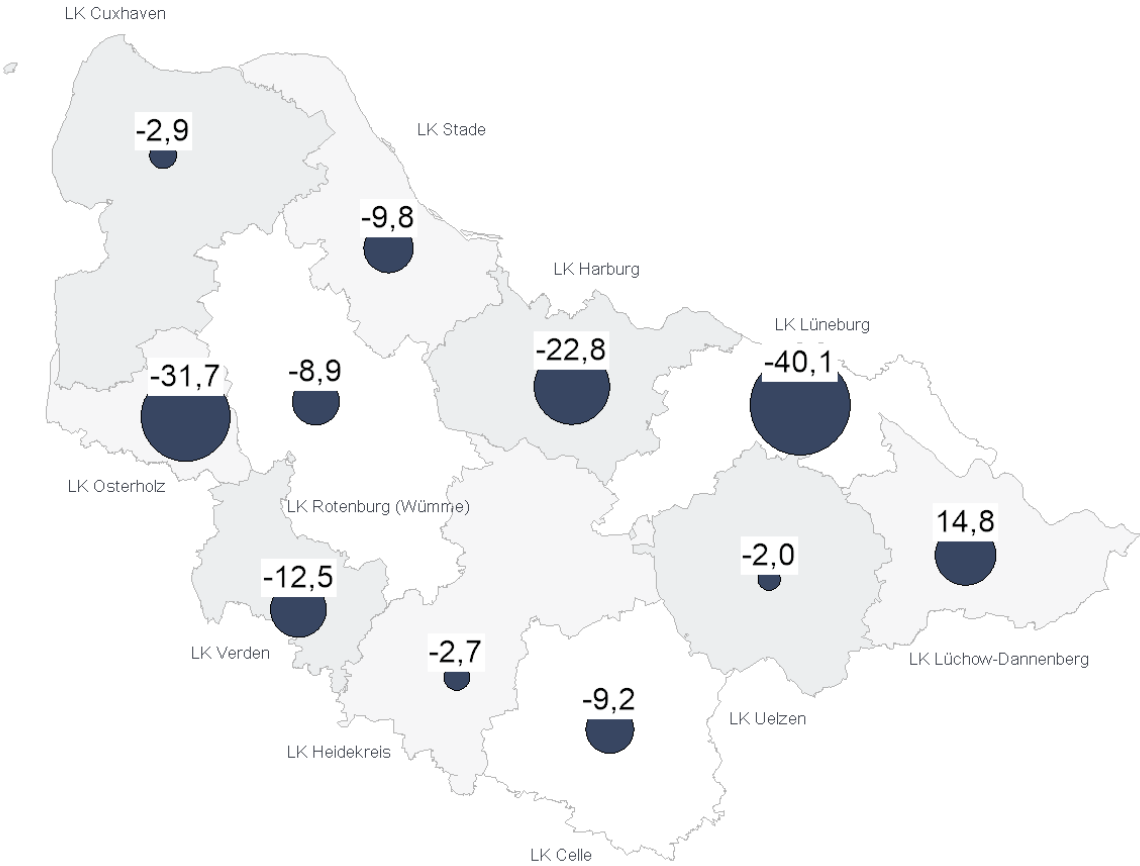 LK Cuxhaven
-2,9
LK Stade
-9,8
LK Harburg
LK Lüneburg
-22,8
-40,1
-31,7
-8,9
LK Osterholz
LK Rotenburg (Wümme)
14,8
-2,0
-12,5
LK Verden
-2,7
LK Lüchow-Dannenberg
-9,2
LK Uelzen
LK Heidekreis
LK Celle